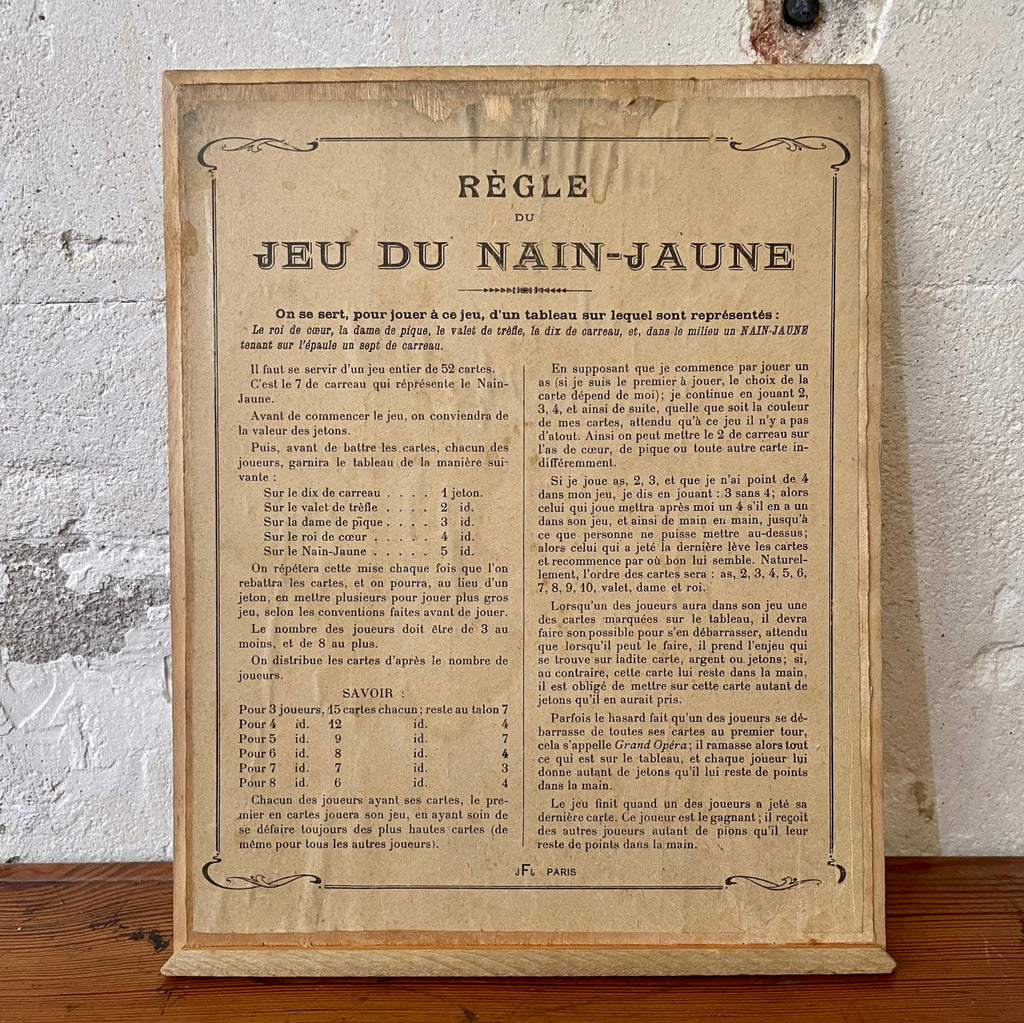 RÈGLE
DU
JEU DU NAIN-JAUNE
On se sert, pour jouer à ce jeu, d'un tableau sur lequel sont représentés :
Le roi de cœur, la dame de pique, le valet de trèfle, le dix de carreau, et, dans le milieu un NAIN-JAUNE
tenant sur l'épaule un sept de carreau.
Il faut se servir d'un jeu entier de 52 cartes.
C'est le 7 de carreau qui réprésente le Nain-
Jaune.
Avant de commencer le jeu, on conviendra de
la valeur des jetons.
Puis, avant de battre les cartes, chacun des
joueurs, garnira le tableau de la manière sui-
vante :
Sur le dix de carreau . . . . 1 jeton.
Sur le valet de trèfle . . . . 2 id.
Sur la dame de pique . . . . 3 id.
Sur le roi de cœur . . . . . 4 id.
Sur le Nain-Jaune . . . . . 5 id.
On répétera cette mise chaque fois que l'on
rebattra les cartes, et on pourra, au lieu d'un
jeton, en mettre plusieurs pour jouer plus gros
jeu, selon les conventions faites avant de jouer.
Le nombre des joueurs doit être de 3 au
moins, et de 8 au plus.
On distribue les cartes d'après le nombre de
joueurs.
SAVOIR :
Pour 3 joueurs, 15 cartes chacun ; reste au talon 7
Pour 4 id. 12 id. 4
Pour 5 id. 9 id. 7
Pour 6 id. 8 id. 4
Pour 7 id. 7 id. 3
Pour 8 id. 6 id. 4
Chacun des joueurs ayant ses cartes, le pre-
mier en cartes jouera son jeu, en ayant soin de
se défaire toujours des plus hautes cartes (de
même pour tous les autres joueurs).
En supposant que je commence par jouer un
as (si je suis le premier à jouer, le choix de la
carte dépend de moi) ; je continue en jouant 2,
3, 4, et ainsi de suite, quelle que soit la couleur
de mes cartes, attendu qu'à ce jeu il n'y a pas
d'atout. Ainsi on peut mettre le 2 de carreau sur
l'as de cœur, de pique ou toute autre carte in-
différemment.
Si je joue as, 2, 3, et que je n'ai point de 4
dans mon jeu, je dis en jouant : 3 sans 4 ; alors
celui qui joue mettra après moi un 4 s'il en a un
dans son jeu, et ainsi de main en main, jusqu'à
ce que personne ne puisse mettre au-dessus ;
alors celui qui a jeté la dernière lève les cartes
et recommence par où bon lui semble. Naturel-
lement, l'ordre des cartes sera : as, 2, 3, 4, 5, 6,
7, 8, 9, 10, valet, dame et roi.
Lorsqu'un des joueurs aura dans son jeu une
des cartes marquées sur le tableau, il devra
faire son possible pour s'en débarrasser, attendu
que lorsqu'il peut le faire, il prend l'enjeu qui
se trouve sur ladite carte, argent ou jetons ; si,
au contraire, cette carte lui reste dans la main,
il est obligé de mettre sur cette carte autant de
jetons qu'il en aurait pris.
Parfois le hasard fait qu'un des joueurs se dé-
barrasse de toutes ses cartes au premier tour,
cela s'appelle Grand Opéra ; il ramasse alors tout
ce qui est sur le tableau, et chaque joueur lui
donne autant de jetons qu'il lui reste de points
dans la main.
Le jeu finit quand un des joueurs a jeté sa
dernière carte. Ce joueur est le gagnant ; il reçoit
des autres joueurs autant de pions qu'il leur
reste de points dans la main.
PARIS